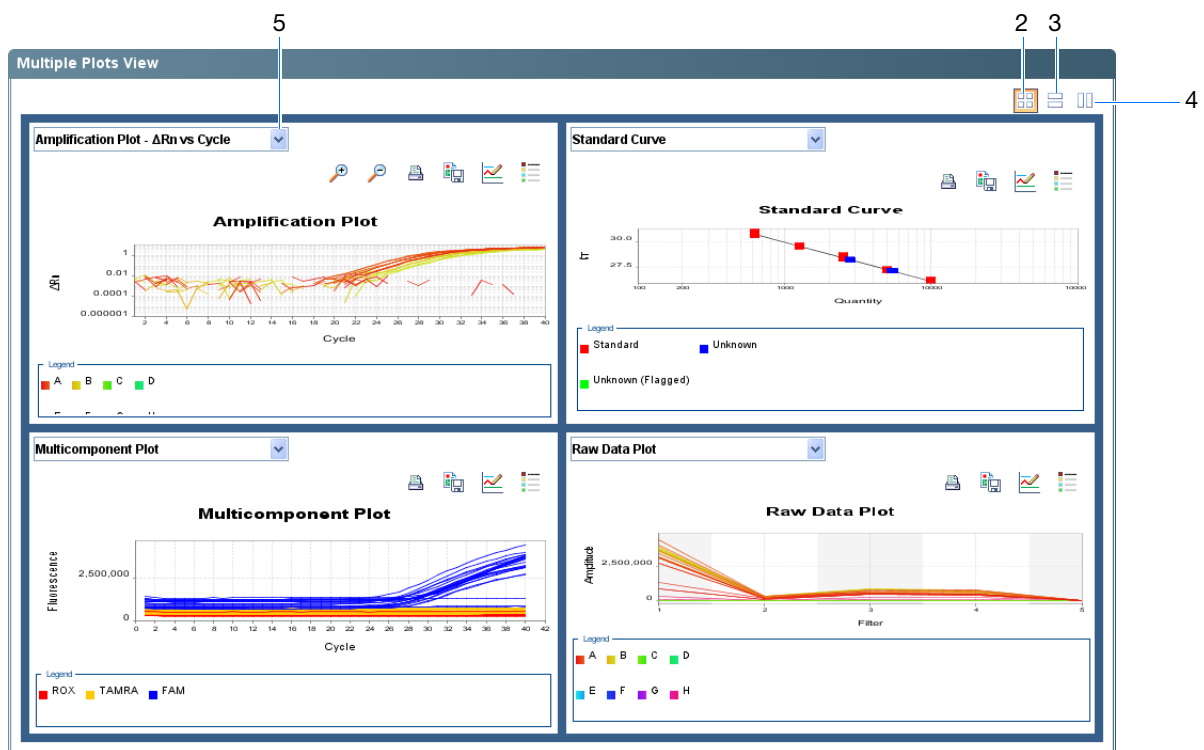 5 2 3
Multiple Plots View
4
Amplification Plot - ΔRn vs Cycle
Amplification Plot
ΔRn
1
0.01
0.0001
0.000001
2 4 6 8 10 12 14 16 18 20 22 24 26 28 30 32 34 36 38 40
Cycle
Legend
A B C D
Standard Curve
Standard Curve
CT
30.0
27.5
100 200 1000 10000 10000
Quantity
Legend
Standard Unknown
Unknown (Flagged)
Multicomponent Plot
Multicomponent Plot
Fluorescence
2,500,000
0
0 2 4 6 8 10 12 14 16 18 20 22 24 26 28 30 32 34 36 38 40 42
Cycle
Legend
ROX TAMRA FAM
Raw Data Plot
Raw Data Plot
Amplitude
2,500,000
0
1 2 3 4 5
Filter
Legend
A B C D
E F G H